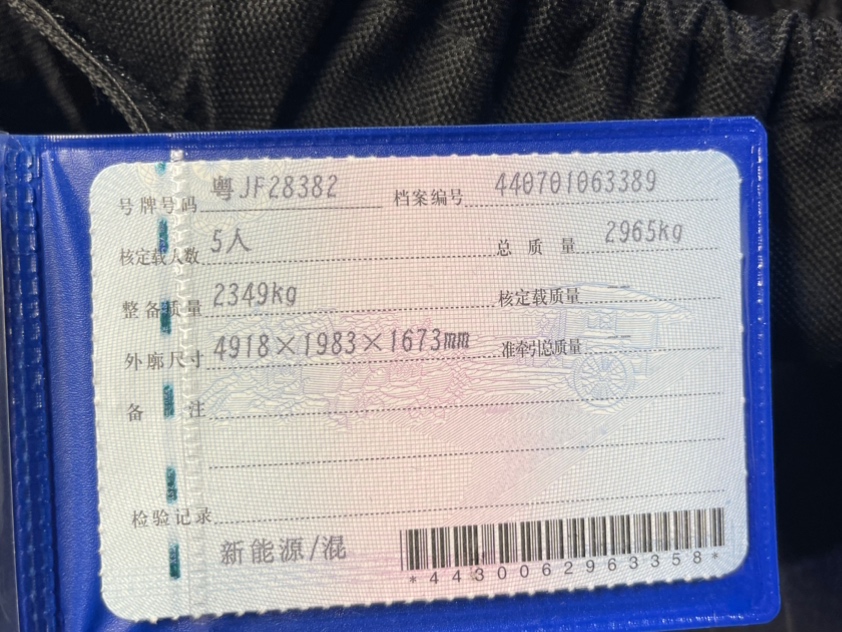 号牌号码 粤JF28382 档案编号 440701063389
核定载人数 5人 总质量 2965kg
整备质量 2349kg 核定载质量 --
外廓尺寸 4918×1983×1673mm 准牵引总质量 --
备注
检验记录
新能源/混
*4430062963358*